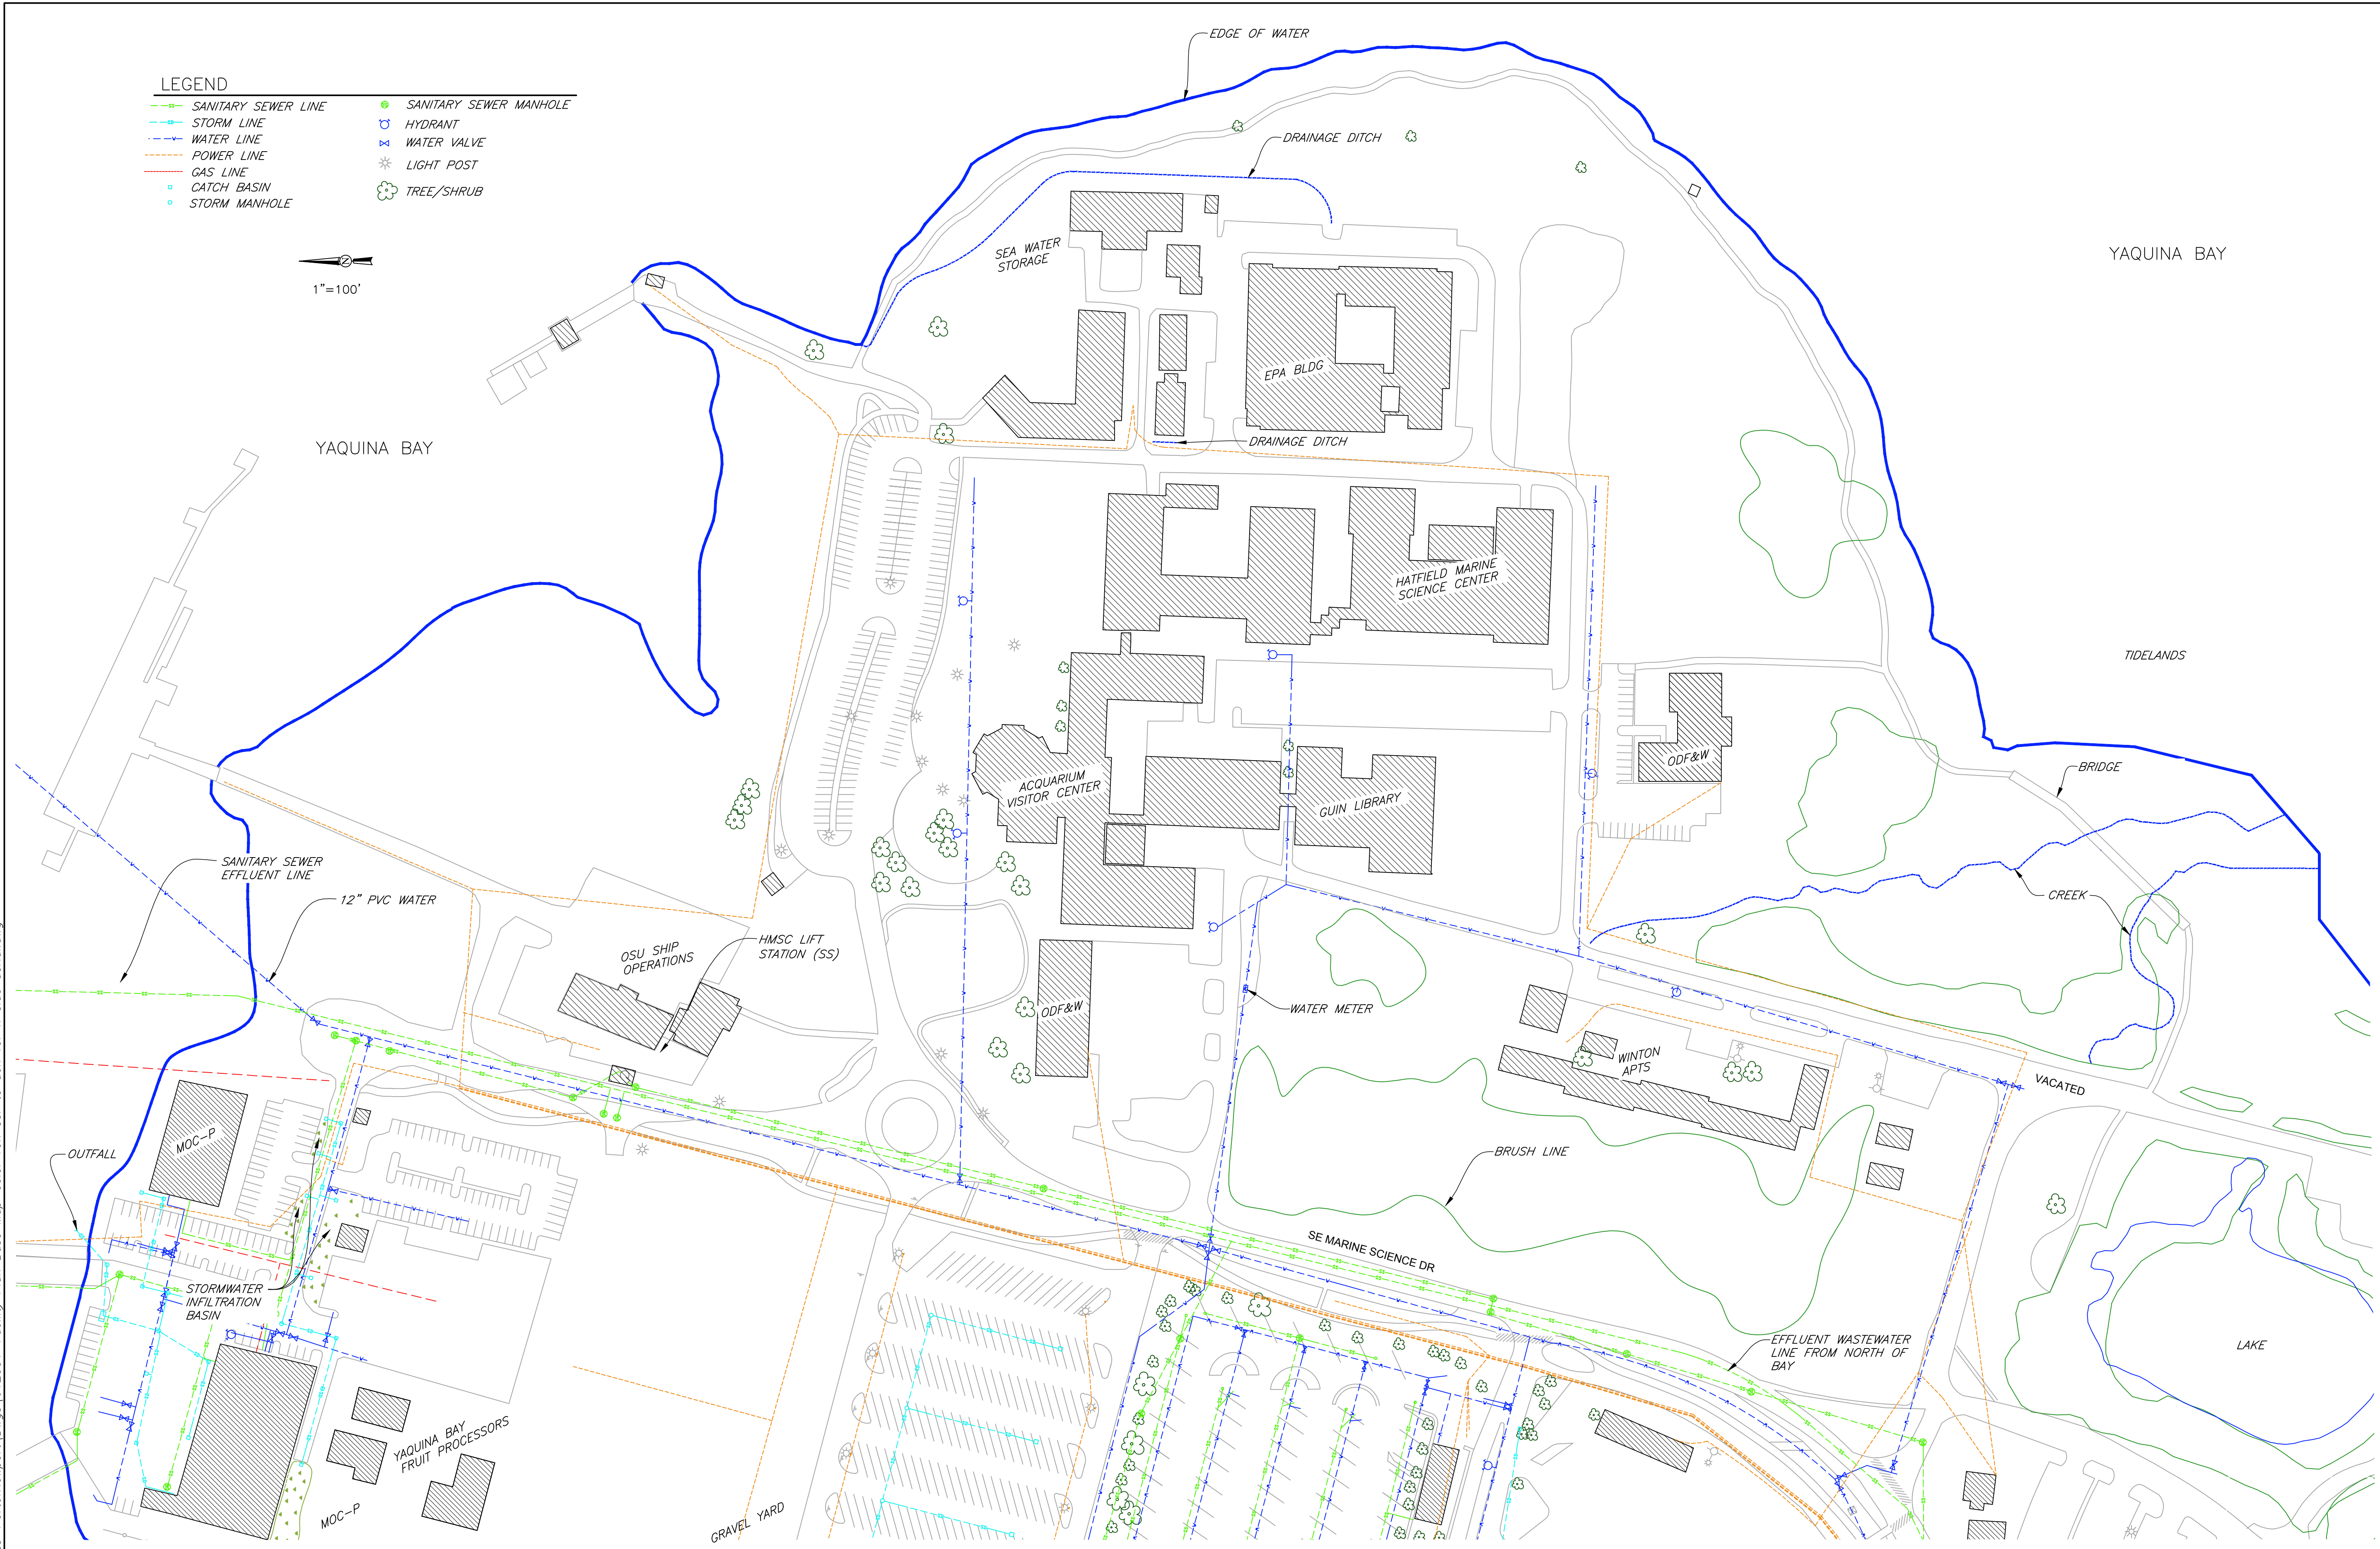 EDGE OF WATER
LEGEND
SANITARY SEWER LINE
STORM LINE
WATER LINE
POWER LINE
GAS LINE
CATCH BASIN
STORM MANHOLE
SANITARY SEWER MANHOLE
HYDRANT
WATER VALVE
LIGHT POST
TREE/SHRUB
N
1"=100'
DRAINAGE DITCH
SEA WATER
STORAGE
YAQUINA BAY
EPA BLDG
YAQUINA BAY
DRAINAGE DITCH
HATFIELD MARINE
SCIENCE CENTER
TIDELANDS
ODF&W
BRIDGE
ACQUARIUM
VISITOR CENTER
GUIN LIBRARY
SANITARY SEWER
EFFLUENT LINE
12" PVC WATER
CREEK
OSU SHIP
OPERATIONS
HMSC LIFT
STATION (SS)
ODF&W
WATER METER
WINTON
APTS
VACATED
MOC-P
OUTFALL
BRUSH LINE
SE MARINE SCIENCE DR
STORMWATER
INFILTRATION
BASIN
EFFLUENT WASTEWATER
LINE FROM NORTH OF
BAY
LAKE
YAQUINA BAY
FRUIT PROCESSORS
MOC-P
GRAVEL YARD